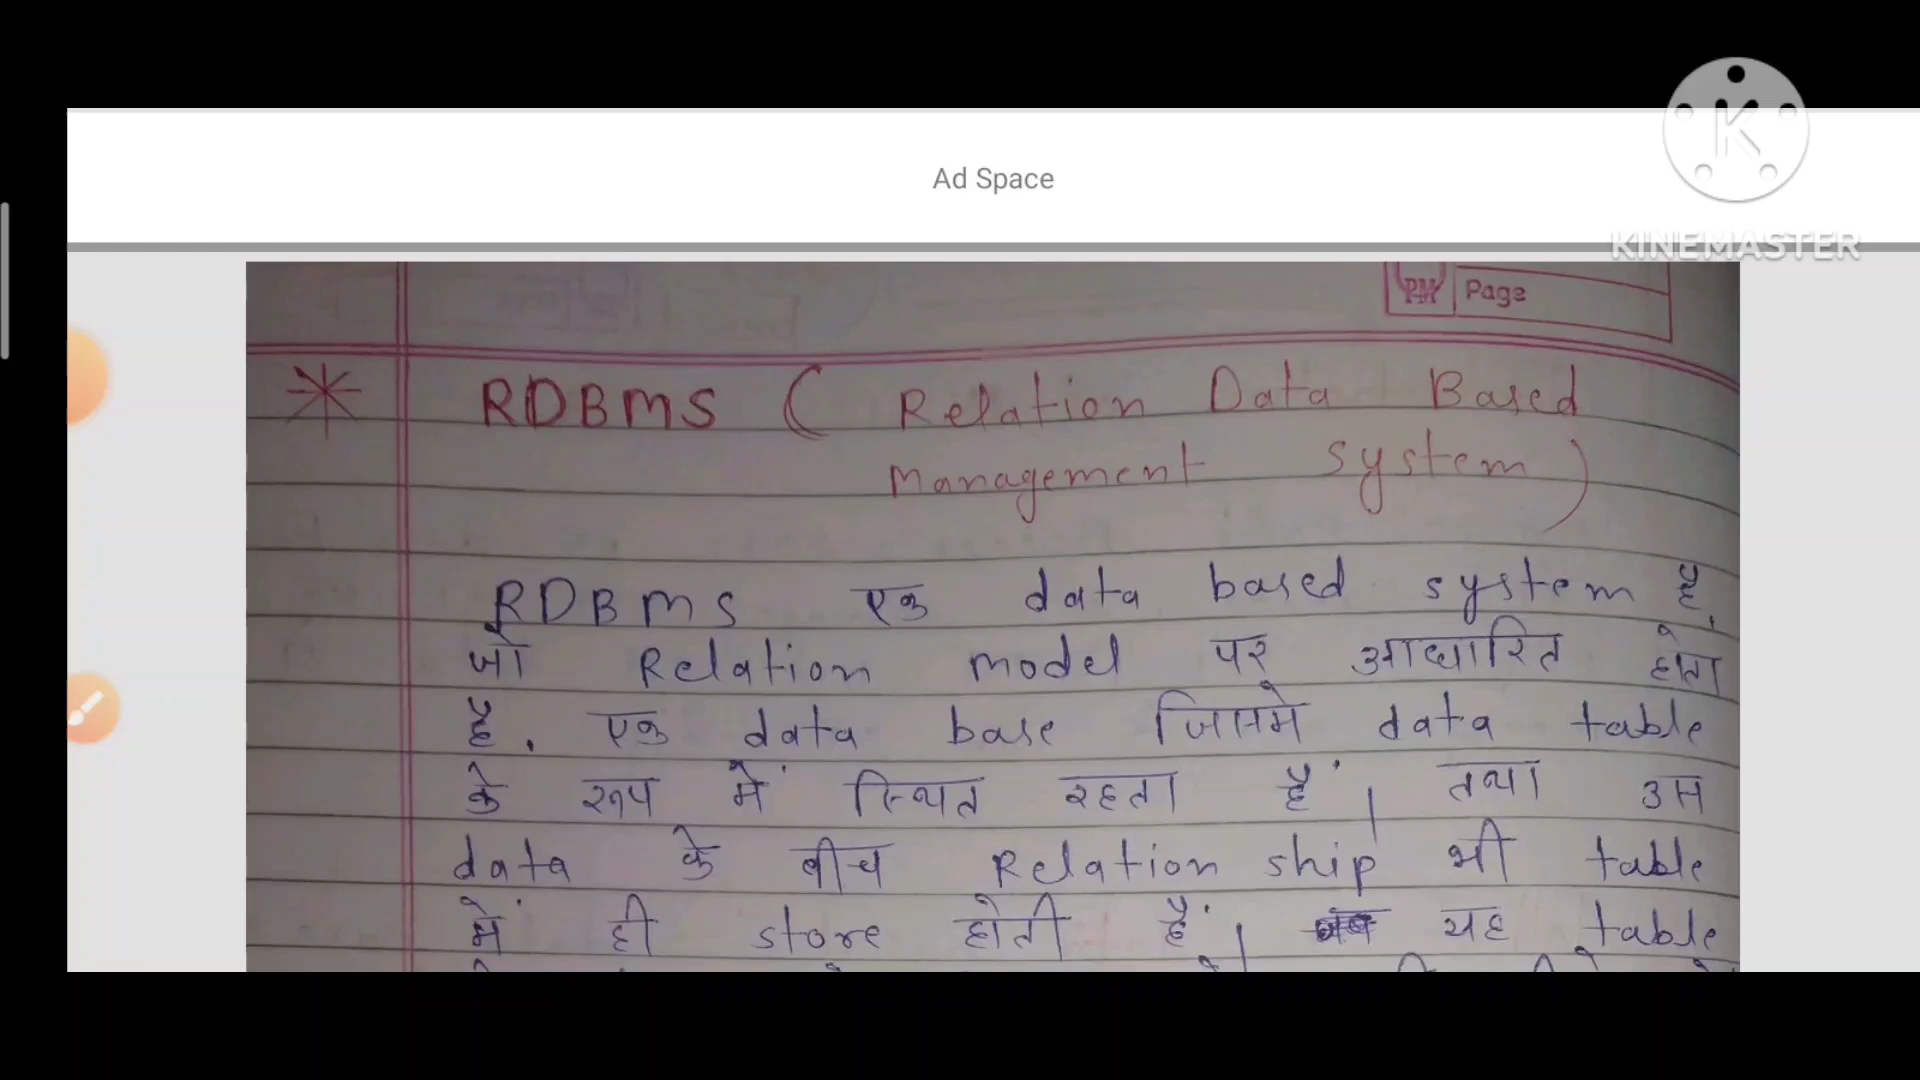 Ad Space
KINEMASTER
PM Page
RDBMS ( Relation Data Based
Management system )
RDBMS एक data based system है,
जो Relation model पर आधारित होता
है. एक data base जिसमे data table
के रूप में स्थित रहता है । तथा उस
data के बीच Relation ship भी table
में ही store होती है । यह table